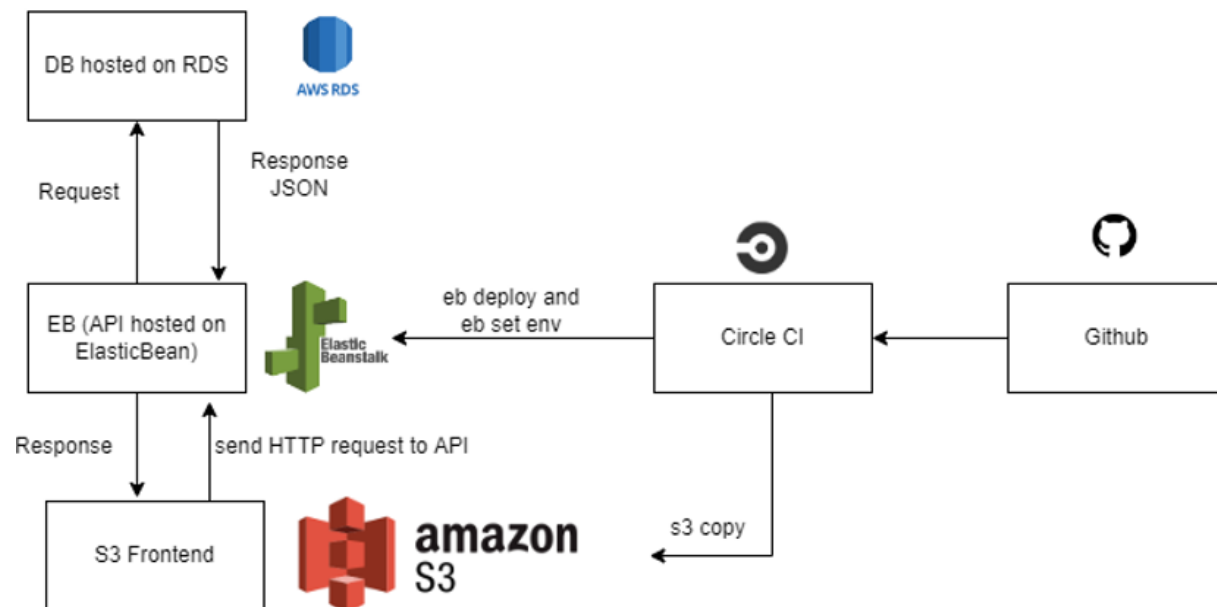 DB hosted on RDS
AWS RDS
Request
Response
JSON
EB (API hosted on
ElasticBean)
Elastic
Beanstalk
eb deploy and
eb set env
Circle CI
Github
Response
send HTTP request to API
S3 Frontend
amazon
S3
s3 copy